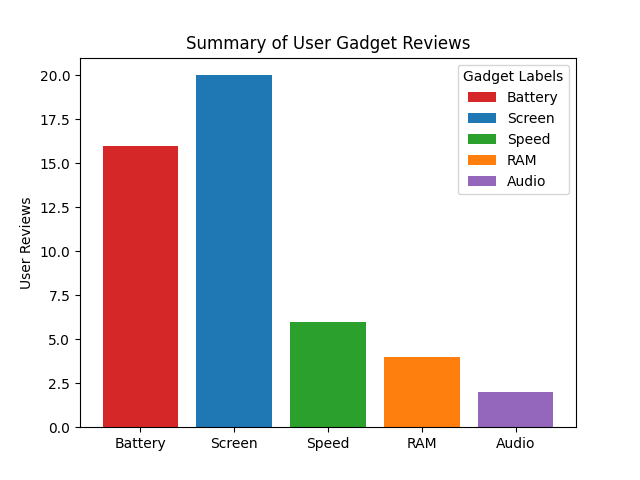 Summary of User Gadget Reviews
User Reviews
20.0
17.5
15.0
12.5
10.0
7.5
5.0
2.5
0.0
Battery Screen Speed RAM Audio
Gadget Labels
Battery
Screen
Speed
RAM
Audio